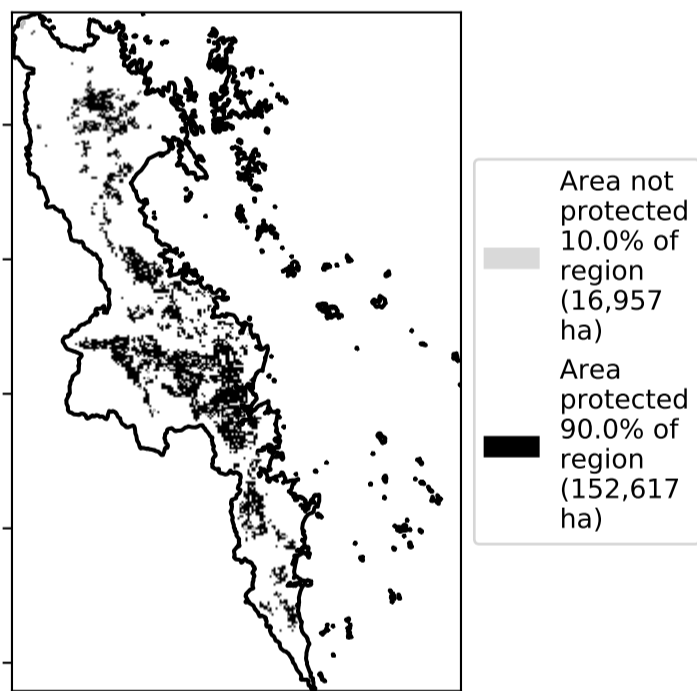 Area not
protected
10.0% of
region
(16,957
ha)
Area
protected
90.0% of
region
(152,617
ha)